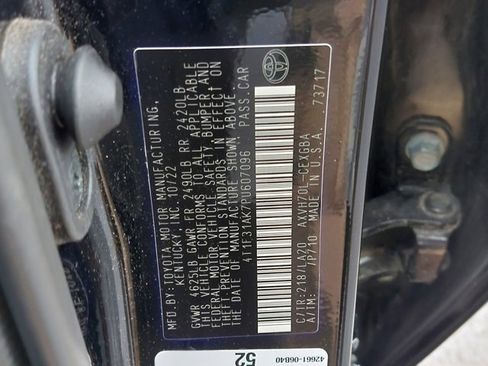 MFD.BY: TOYOTA MOTOR MANUFACTURING
KENTUCKY, INC. 10/22
GVWR 4625LB GAWR FR 2490LB RR 2420LB
THIS VEHICLE CONFORMS TO ALL APPLICABLE
FEDERAL MOTOR VEHICLE SAFETY, BUMPER, AND
THEFT PREVENTION STANDARDS IN EFFECT ON
THE DATE OF MANUFACTURE SHOWN ABOVE.
4T1F31AK7PU607096 PASS. CAR
C/TR: 218/LA20 AXVH70L-CEXGBA
A/TM: /P710 MADE IN U.S.A. 73717
42661-06B40
52